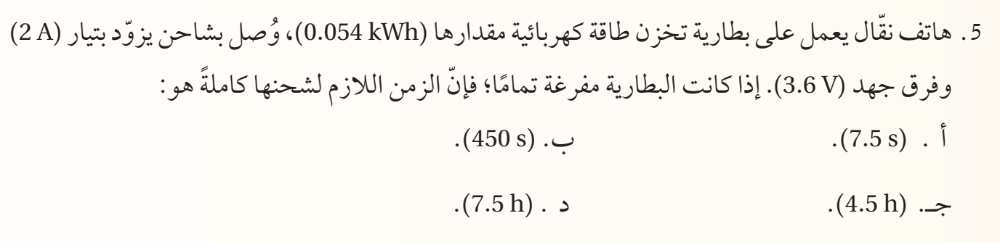 5. هاتف نقّال يعمل على بطارية تخزن طاقة كهربائية مقدارها (0.054 kWh)، وُصل بشاحن يزوّد بتيار (2 A)
وفرق جهد (3.6 V). إذا كانت البطارية مفرغة تمامًا؛ فإنّ الزمن اللازم لشحنها كاملةً هو:
أ . (7.5 s). ب. (450 s).
جـ. (4.5 h). د . (7.5 h).